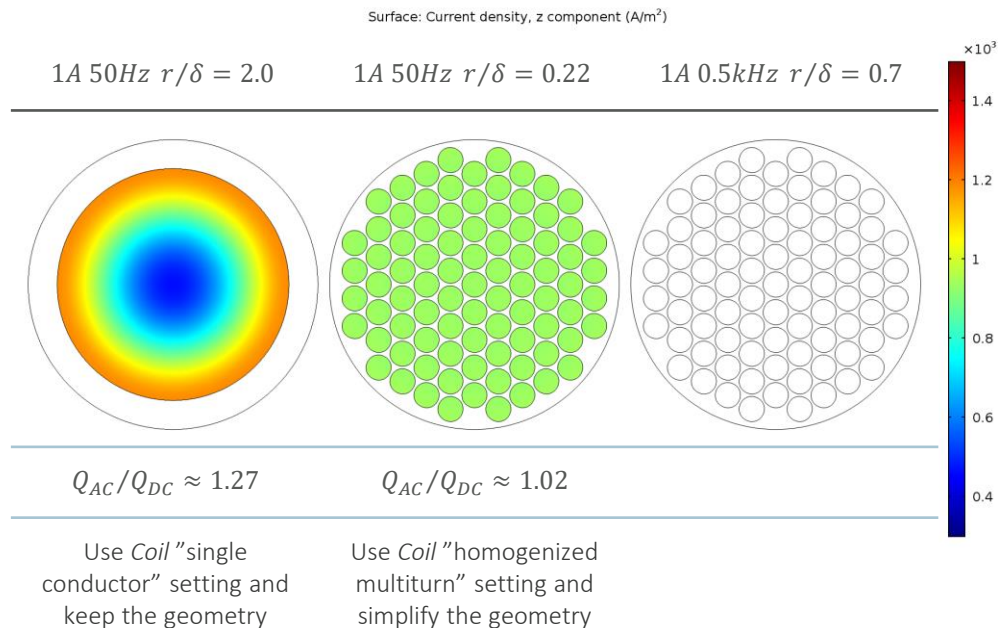 Surface: Current density, z component (A/m²)
1A 50Hz r/δ = 2.0
1A 50Hz r/δ = 0.22
1A 0.5kHz r/δ = 0.7
×10³
1.4
1.2
1
0.8
0.6
0.4
Q_AC/Q_DC ≈ 1.27
Q_AC/Q_DC ≈ 1.02
Use Coil ”single
conductor” setting and
keep the geometry
Use Coil ”homogenized
multiturn” setting and
simplify the geometry